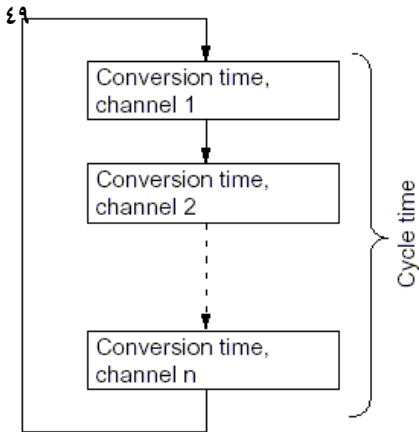 ٤٩
Conversion time,
channel 1
Conversion time,
channel 2
Conversion time,
channel n
Cycle time